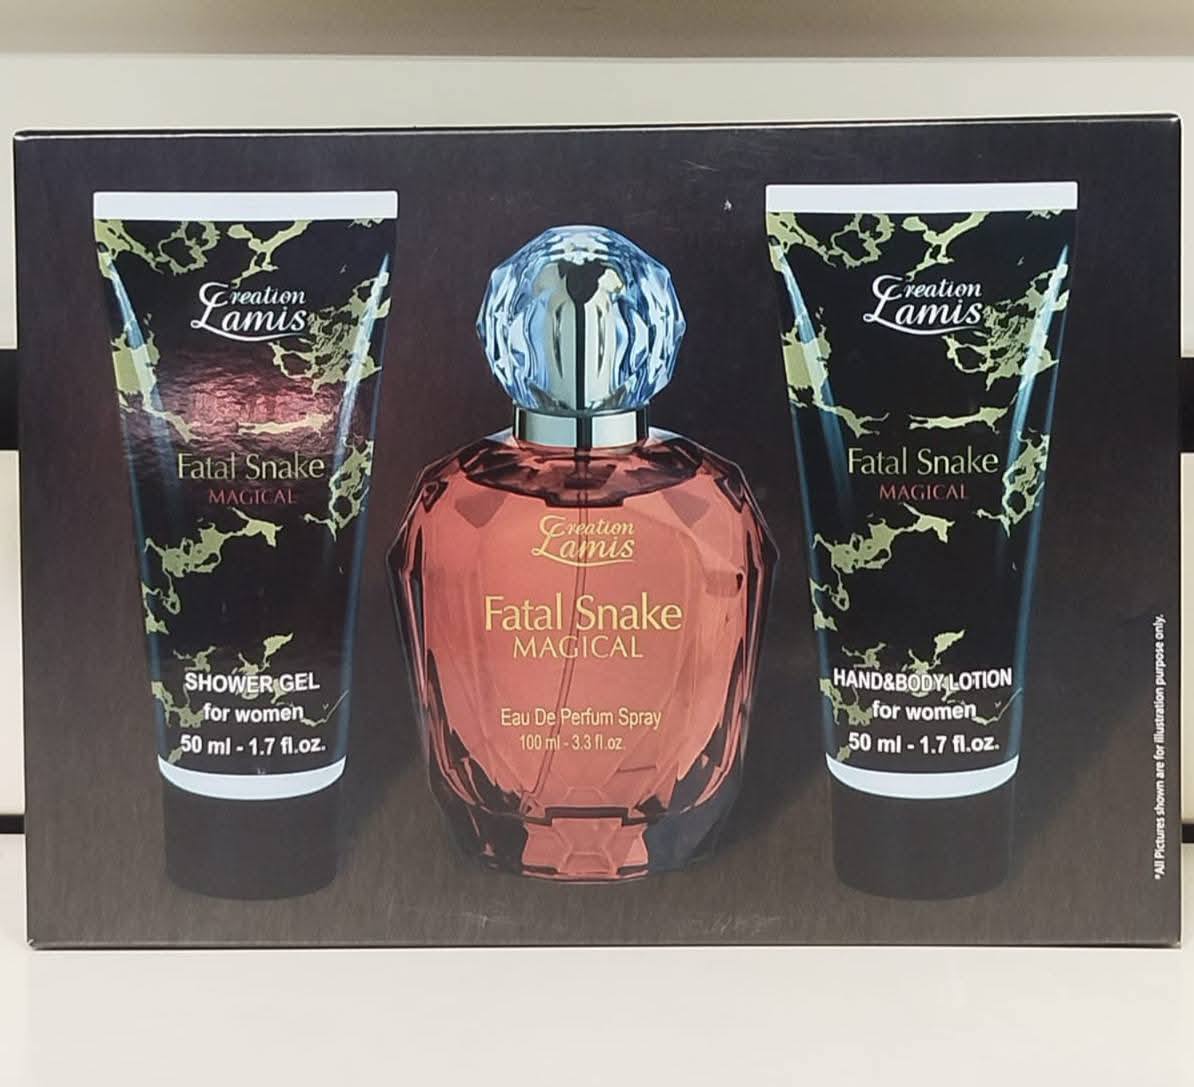 Creation
Lamis
Fatal Snake
MAGICAL
SHOWER GEL
for women
50 ml - 1.7 fl.oz.
Creation
Lamis
Fatal Snake
MAGICAL
Eau De Perfum Spray
100 ml - 3.3 fl.oz.
Creation
Lamis
Fatal Snake
MAGICAL
HAND&BODY LOTION
for women
50 ml - 1.7 fl.oz.
*All Pictures shown are for illustration purpose only.